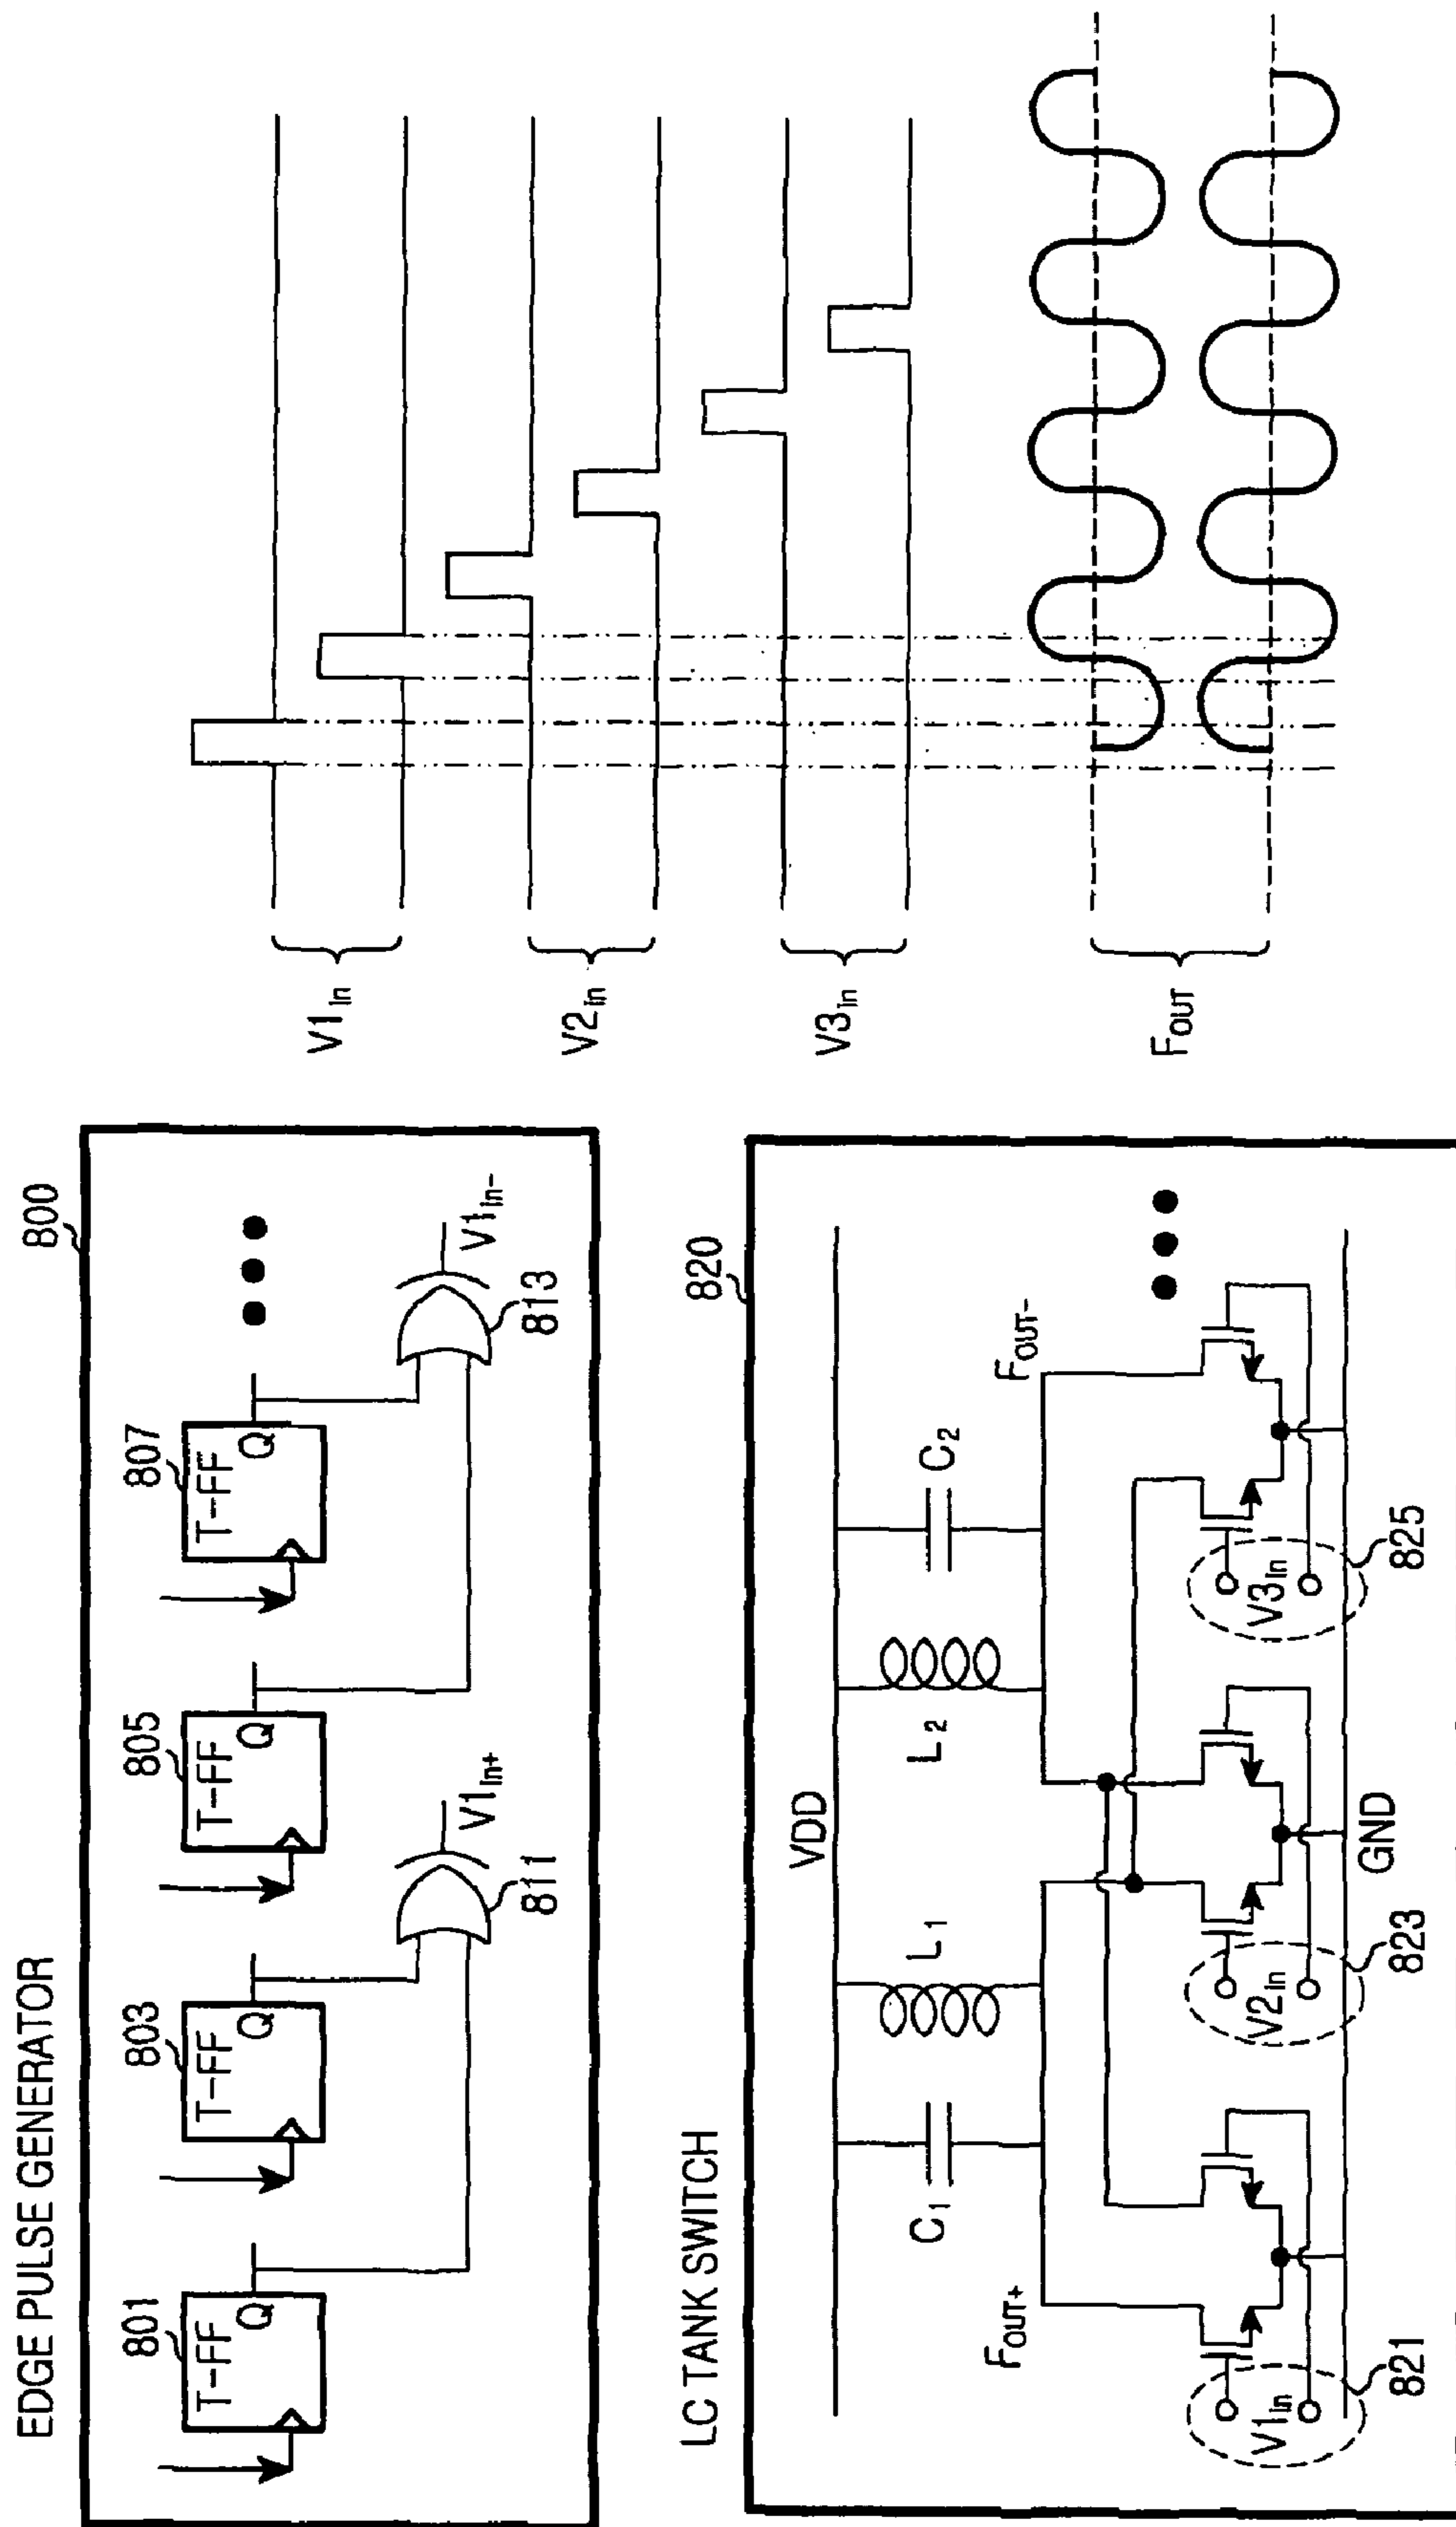 EDGE PULSE GENERATOR
800
801
T-FF
Q
803
T-FF
Q
805
T-FF
Q
807
T-FF
Q
V1in+
811
V1in-
813
LC TANK SWITCH
820
VDD
C1
L1
L2
C2
FOUT+
FOUT-
V1in
821
V2in
823
GND
V3in
825
V1in
V2in
V3in
FOUT